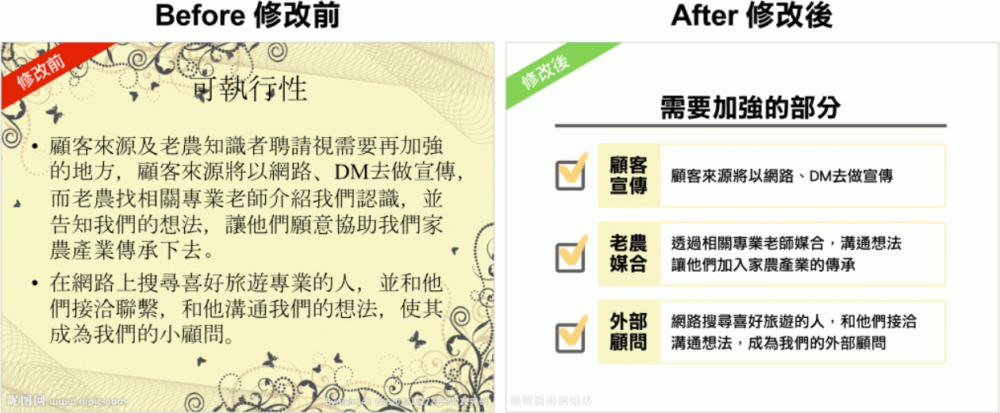 Before 修改前
After 修改後
修改前
可執行性
• 顧客來源及老農知識者聘請視需要再加強
的地方，顧客來源將以網路、DM去做宣傳，
而老農找相關專業老師介紹我們認識，並
告知我們的想法，讓他們願意協助我們家
農產業傳承下去。
• 在網路上搜尋喜好旅遊專業的人，並和他
們接洽聯繫，和他溝通我們的想法，使其
成為我們的小顧問。
昵图网 www.nipic.com
修改後
需要加強的部分
顧客
宣傳
顧客來源將以網路、DM去做宣傳
老農
媒合
透過相關專業老師媒合，溝通想法
讓他們加入家農產業的傳承
外部
顧問
網路搜尋喜好旅遊的人，和他們接洽
溝通想法，成為我們的外部顧問
簡報藝術烘焙坊